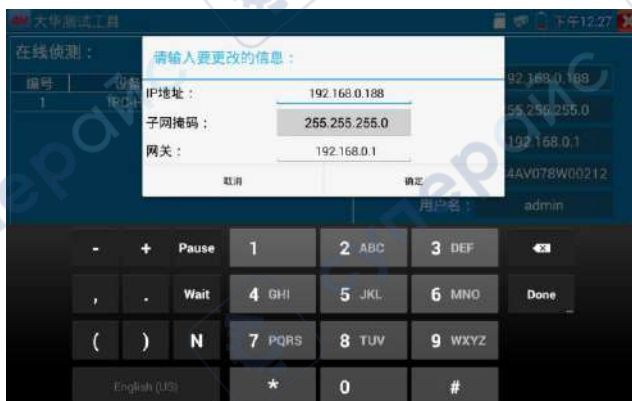 大华测试工具
下午12:27
在线侦测：
请输入要更改的信息：
编号
1
IP地址：
192.168.0.188
192.168.0.188
子网掩码：
255.255.255.0
255.255.255.0
网关：
192.168.0.1
192.168.0.1
取消
确定
4AV078W00212
用户名：
admin
- + Pause 1 2 ABC 3 DEF
, . Wait 4 GHI 5 JKL 6 MNO Done
( ) N 7 PQRS 8 TUV 9 WXYZ
English (US) * 0 #